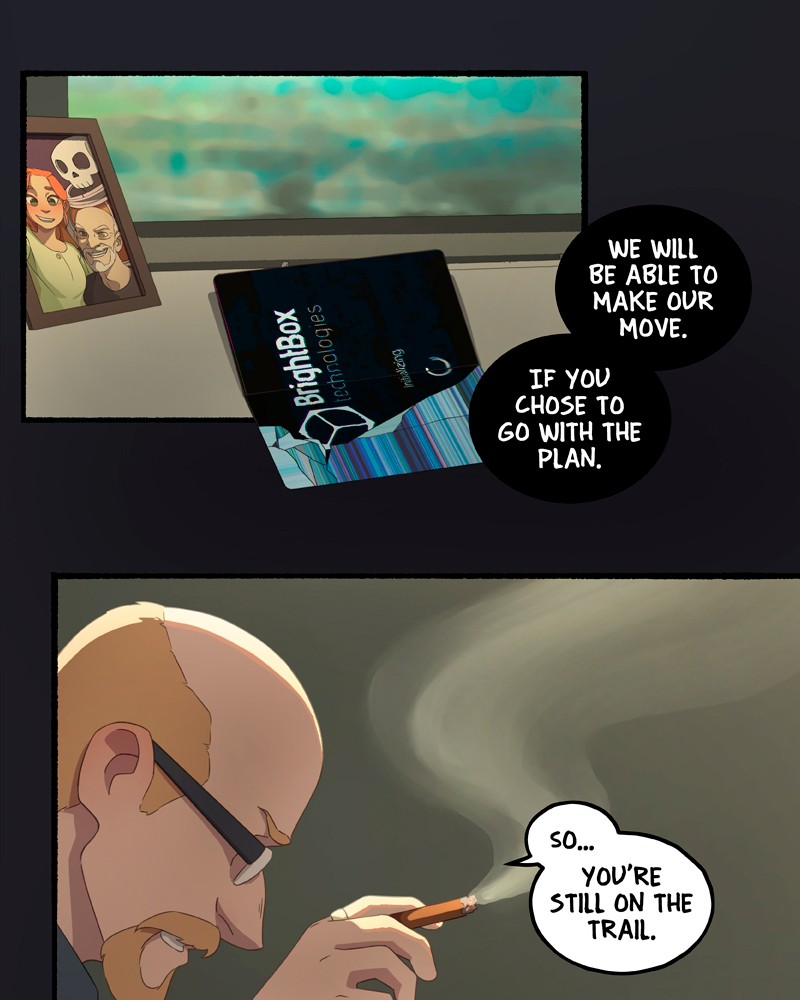 WE WILL
BE ABLE TO
MAKE OUR
MOVE.
IF YOU
CHOSE TO
GO WITH THE
PLAN.
BrightBox
technologies
Initializing
SO...
YOU'RE
STILL ON THE
TRAIL.